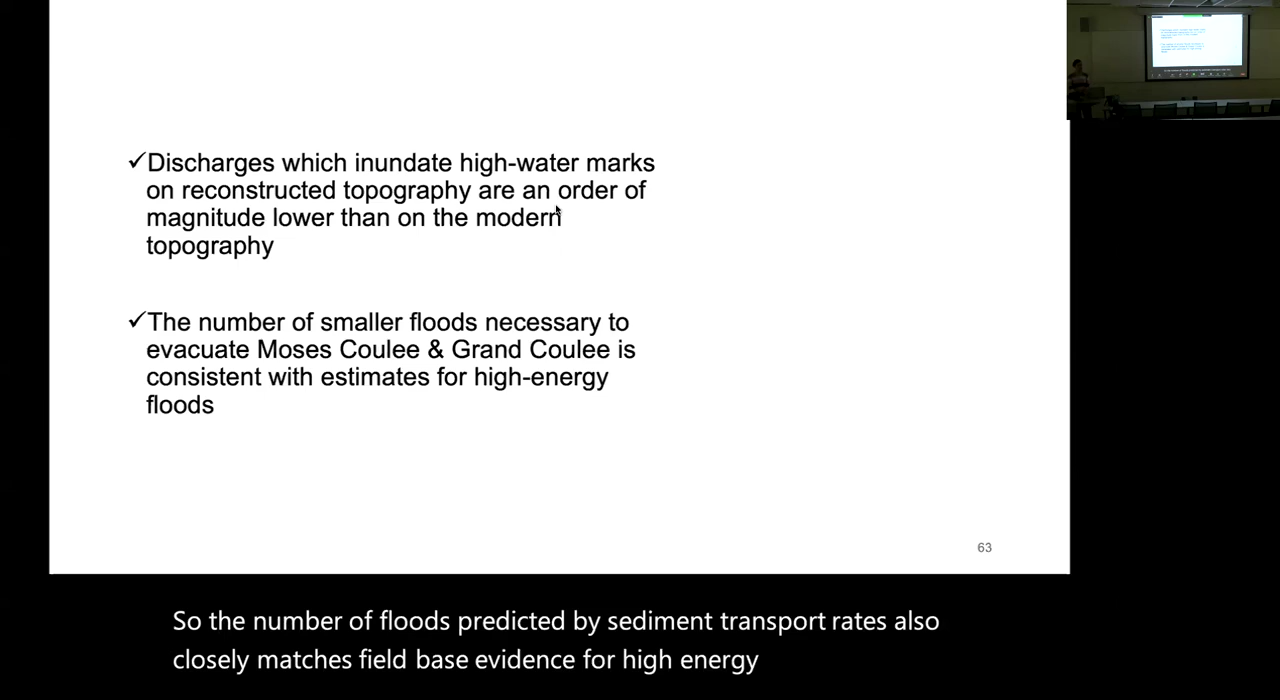 ✓Discharges which inundate high-water marks
on reconstructed topography are an order of
magnitude lower than on the modern
topography
✓The number of smaller floods necessary to
evacuate Moses Coulee & Grand Coulee is
consistent with estimates for high-energy
floods
63
So the number of floods predicted by sediment transport rates also
closely matches field base evidence for high energy